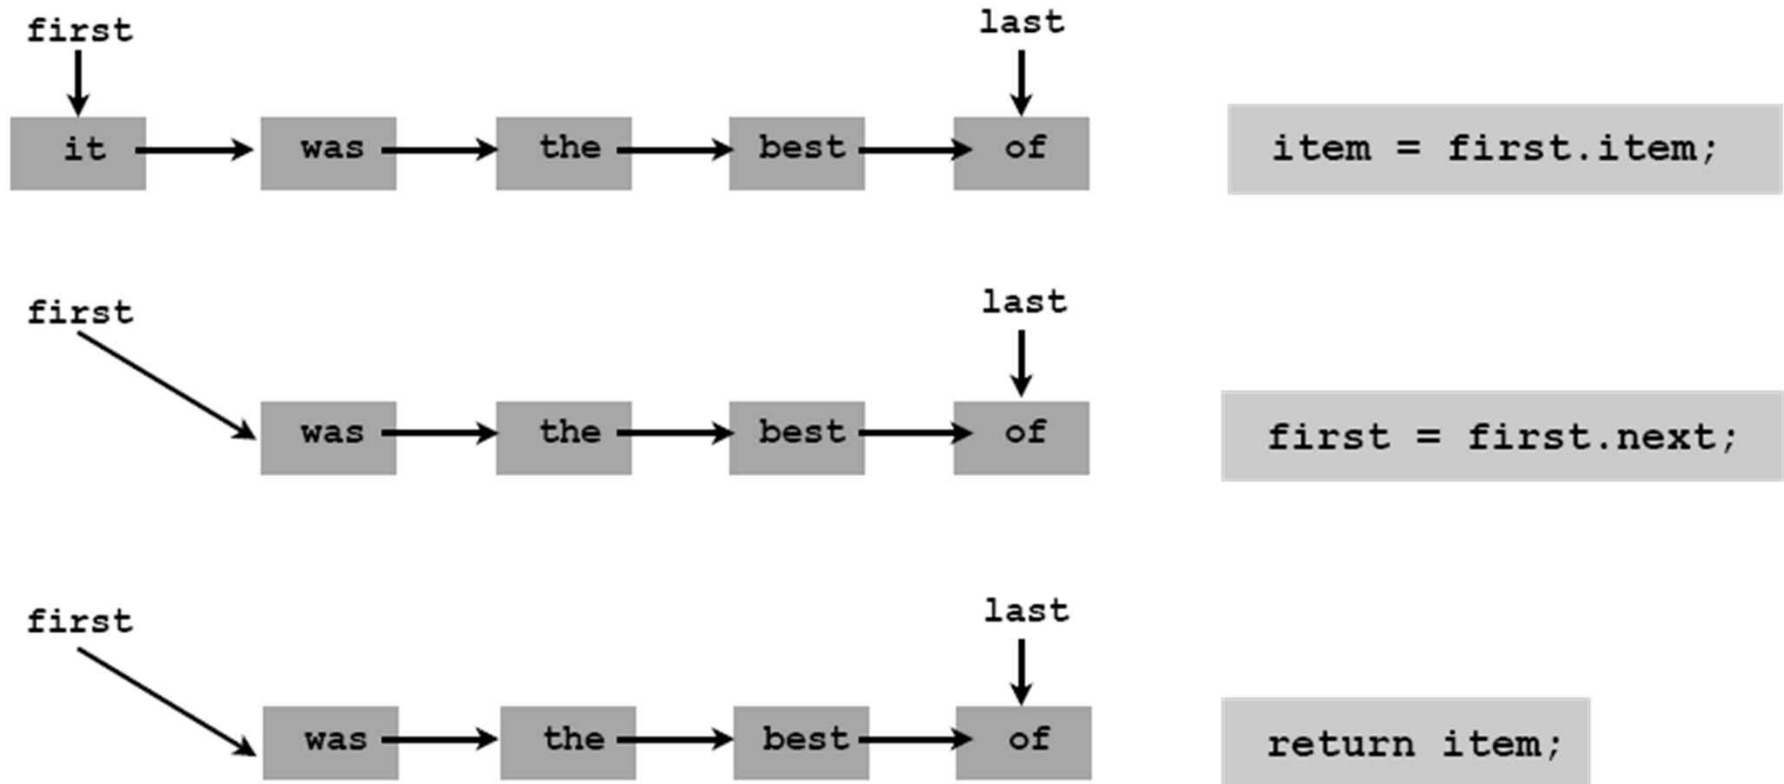 first last
it was the best of item = first.item;
first last
was the best of first = first.next;
first last
was the best of return item;